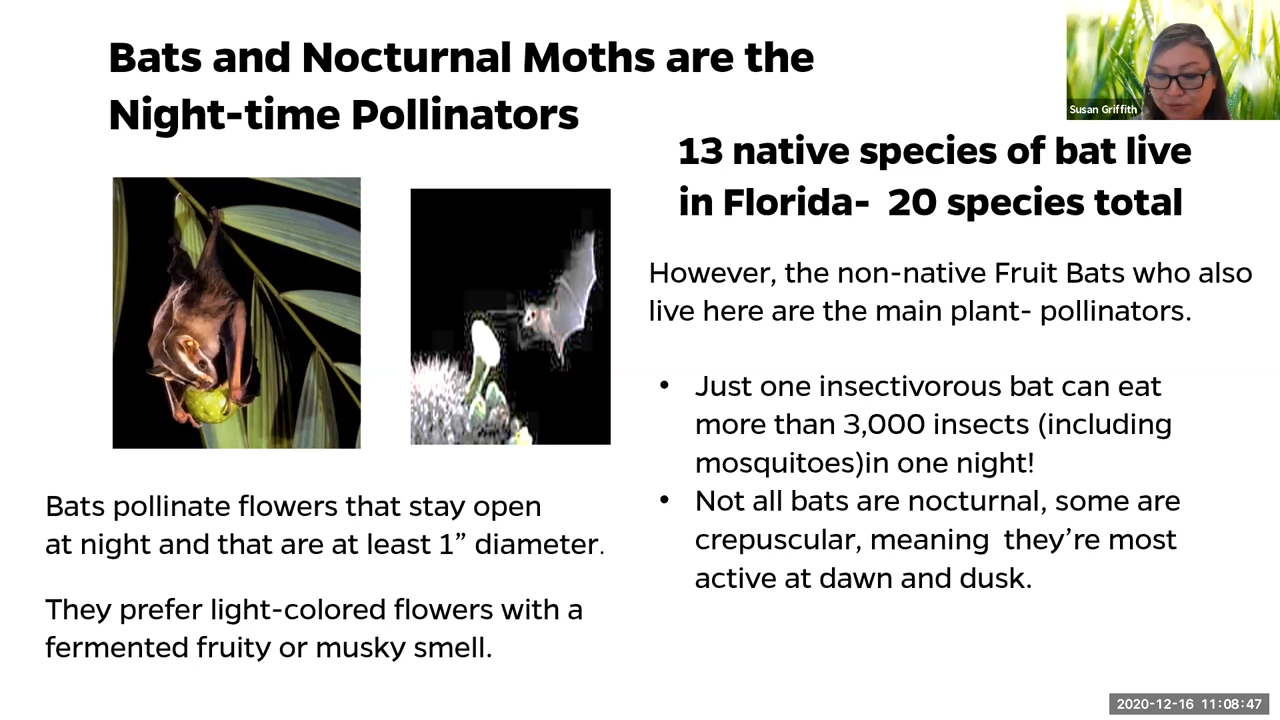 Bats and Nocturnal Moths are the
Night-time Pollinators
Susan Griffith
13 native species of bat live
in Florida-  20 species total
However, the non-native Fruit Bats who also
live here are the main plant- pollinators.
• Just one insectivorous bat can eat
more than 3,000 insects (including
mosquitoes)in one night!
• Not all bats are nocturnal, some are
crepuscular, meaning  they're most
active at dawn and dusk.
Bats pollinate flowers that stay open
at night and that are at least 1” diameter.
They prefer light-colored flowers with a
fermented fruity or musky smell.
2020-12-16 11:08:47